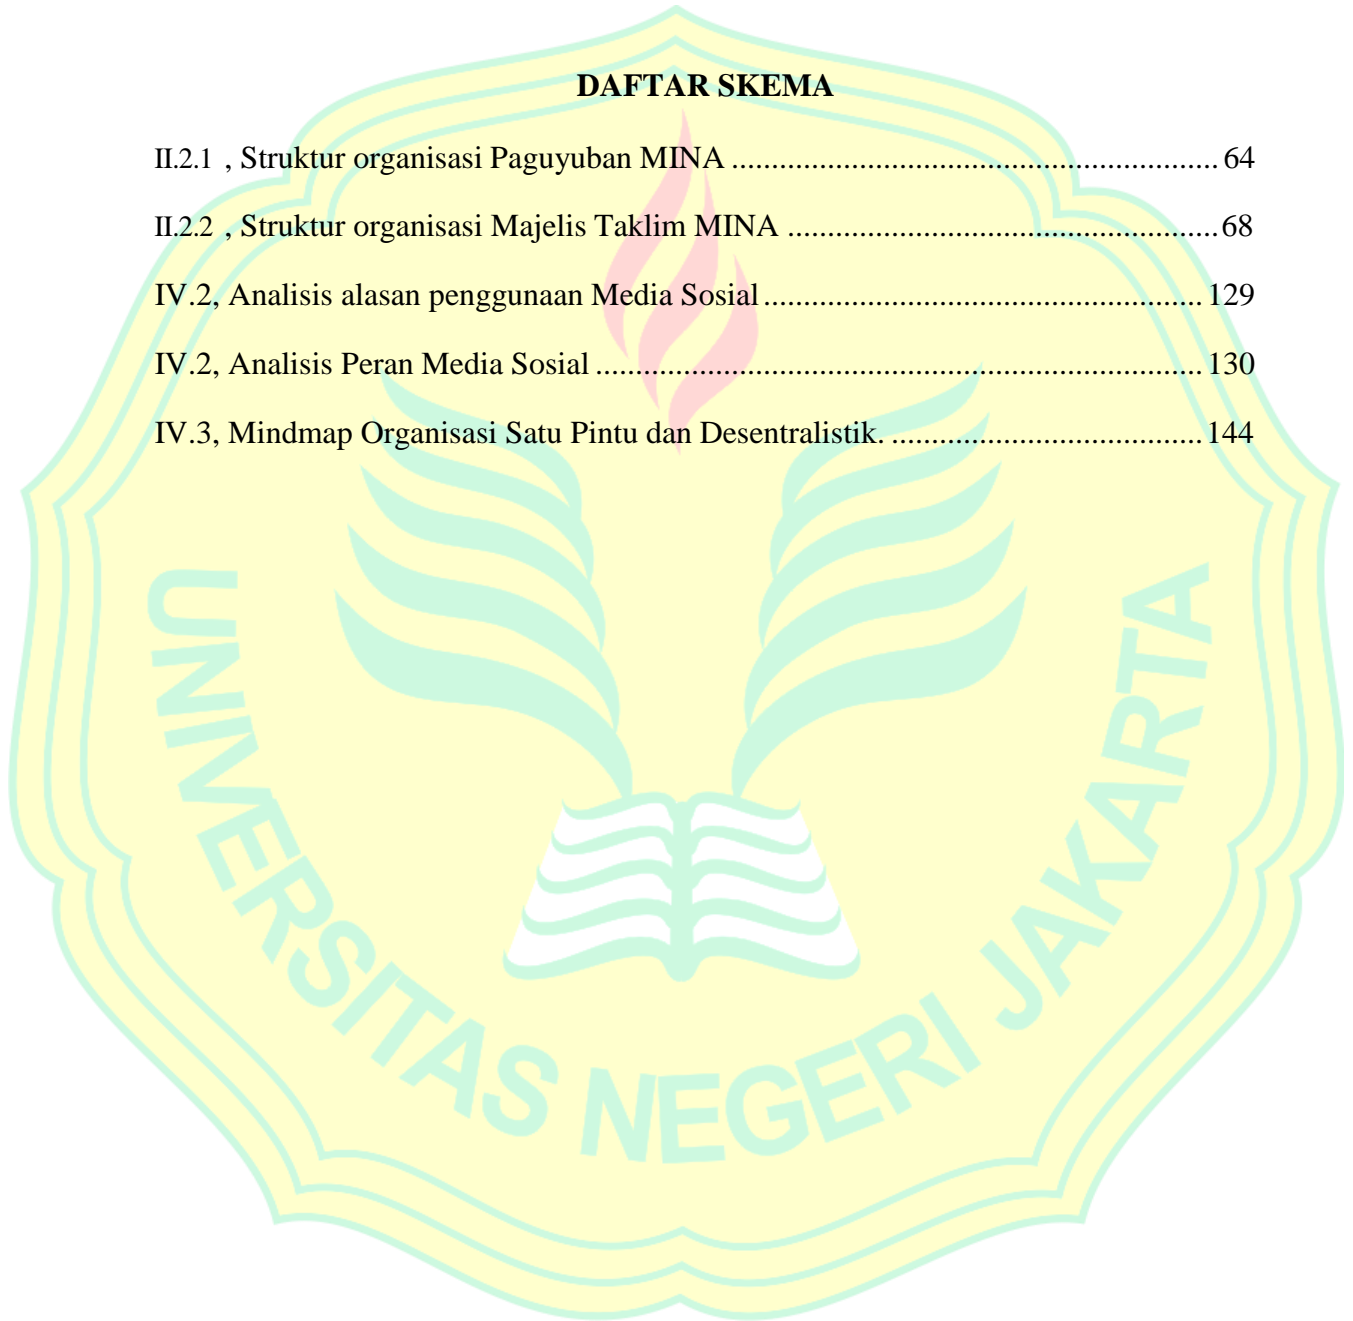 DAFTAR SKEMA
II.2.1 , Struktur organisasi Paguyuban MINA ............................................................. 64
II.2.2 , Struktur organisasi Majelis Taklim MINA ......................................................68
IV.2, Analisis alasan penggunaan Media Sosial ....................................................... 129
IV.2, Analisis Peran Media Sosial ............................................................................ 130
IV.3, Mindmap Organisasi Satu Pintu dan Desentralistik. ....................................... 144
UNIVERSITAS NEGERI JAKARTA